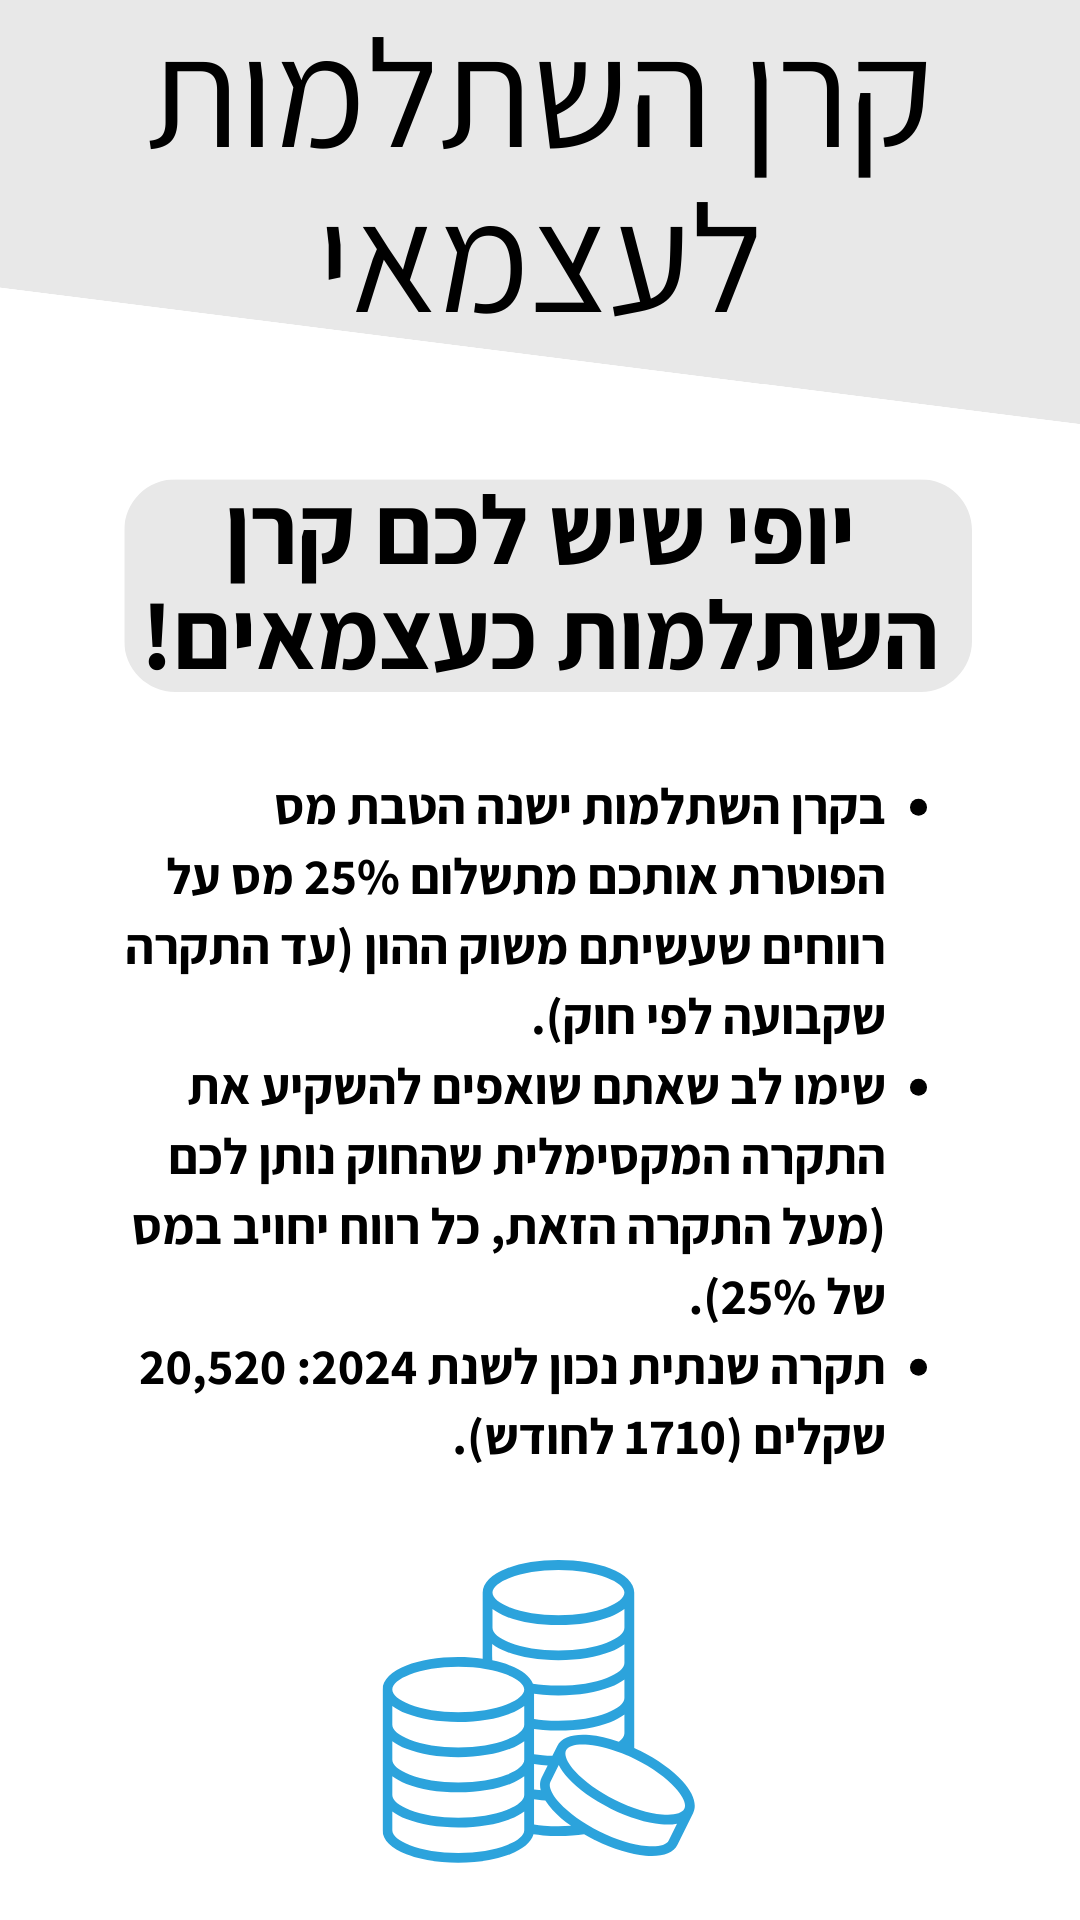 קרן השתלמות
לעצמאי
יופי שיש לכם קרן
השתלמות כעצמאים!
• בקרן השתלמות ישנה הטבת מס
הפוטרת אותכם מתשלום 25% מס על
רווחים שעשיתם משוק ההון (עד התקרה
שקבועה לפי חוק).
• שימו לב שאתם שואפים להשקיע את
התקרה המקסימלית שהחוק נותן לכם
(מעל התקרה הזאת, כל רווח יחויב במס
של 25%).
• תקרה שנתית נכון לשנת 2024: 20,520
שקלים (1710 לחודש).